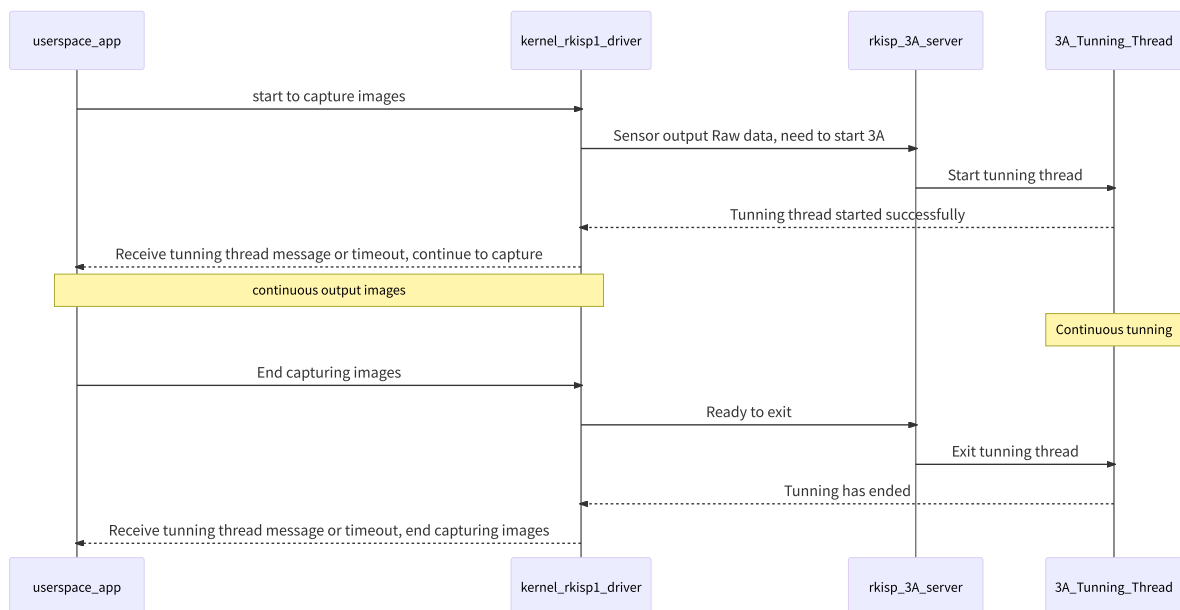 userspace_app
kernel_rkisp1_driver
rkisp_3A_server
3A_Tunning_Thread
start to capture images
Sensor output Raw data, need to start 3A
Start tunning thread
Tunning thread started successfully
Receive tunning thread message or timeout, continue to capture
continuous output images
Continuous tunning
End capturing images
Ready to exit
Exit tunning thread
Tunning has ended
Receive tunning thread message or timeout, end capturing images
userspace_app
kernel_rkisp1_driver
rkisp_3A_server
3A_Tunning_Thread